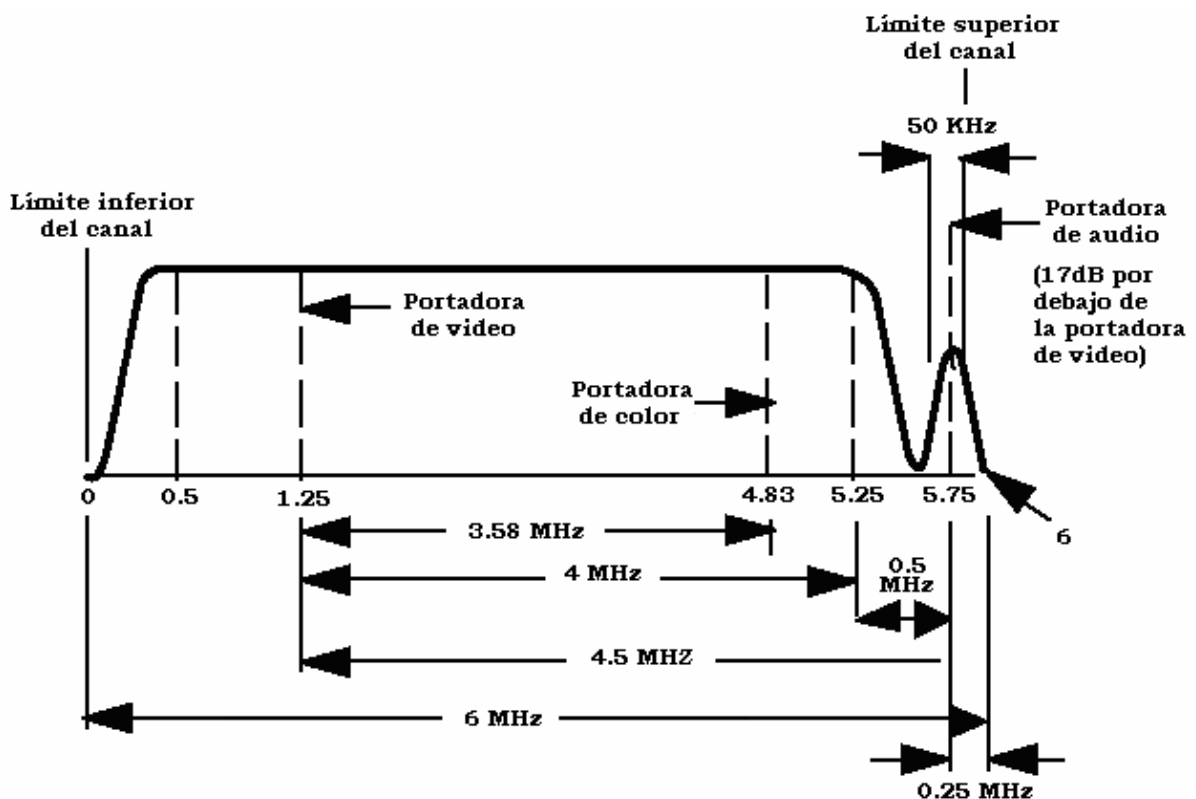 Límite superior
del canal
50 KHz
Límite inferior
del canal
Portadora
de audio
(17dB por
debajo de
la portadora
de video)
Portadora
de video
Portadora
de color
0
0.5
1.25
4.83
5.25
5.75
6
3.58 MHz
0.5
MHz
4 MHz
4.5 MHZ
6 MHz
0.25 MHz